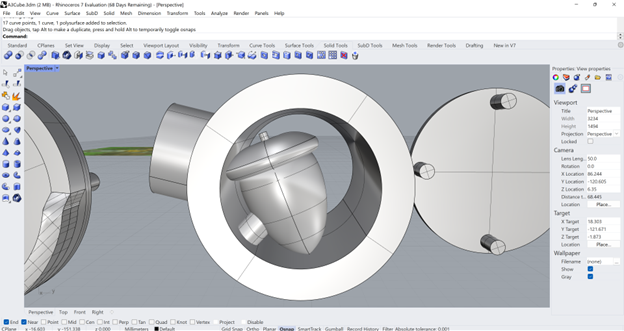 A3Cube.3dm (2 MB) - Rhinoceros 7 Evaluation (68 Days Remaining) - [Perspective]
File Edit View Curve Surface SubD Solid Mesh Dimension Transform Tools Analyze Render Panels Help
17 curve points, 1 curve, 1 polysurface added to selection.
Drag objects, tap Alt to make a duplicate, press and hold Alt to temporarily toggle osnaps
Command:
Standard CPlanes Set View Display Select Viewport Layout Visibility Transform Curve Tools Surface Tools Solid Tools SubD Tools Mesh Tools Render Tools Drafting New in V7
Perspective
Properties: View properties
Viewport
Title Perspective
Width 3234
Height 1494
Projection Perspective
Locked
Camera
Lens Leng... 50.0
Rotation 0.0
X Location 86.244
Y Location -120.605
Z Location 6.35
Distance t... 68.445
Location Place...
Target
X Target 18.303
Y Target -121.671
Z Target -1.873
Location Place...
Wallpaper
Filename (none) ...
Show
Gray
Perspective Top Front Right
End Near Point Mid Cen Int Perp Tan Quad Knot Vertex Project Disable
CPlane x -16.603 y -151.338 z 0.000 Millimeters Default Grid Snap Ortho Planar Osnap SmartTrack Gumball Record History Filter Absolute tolerance: 0.001